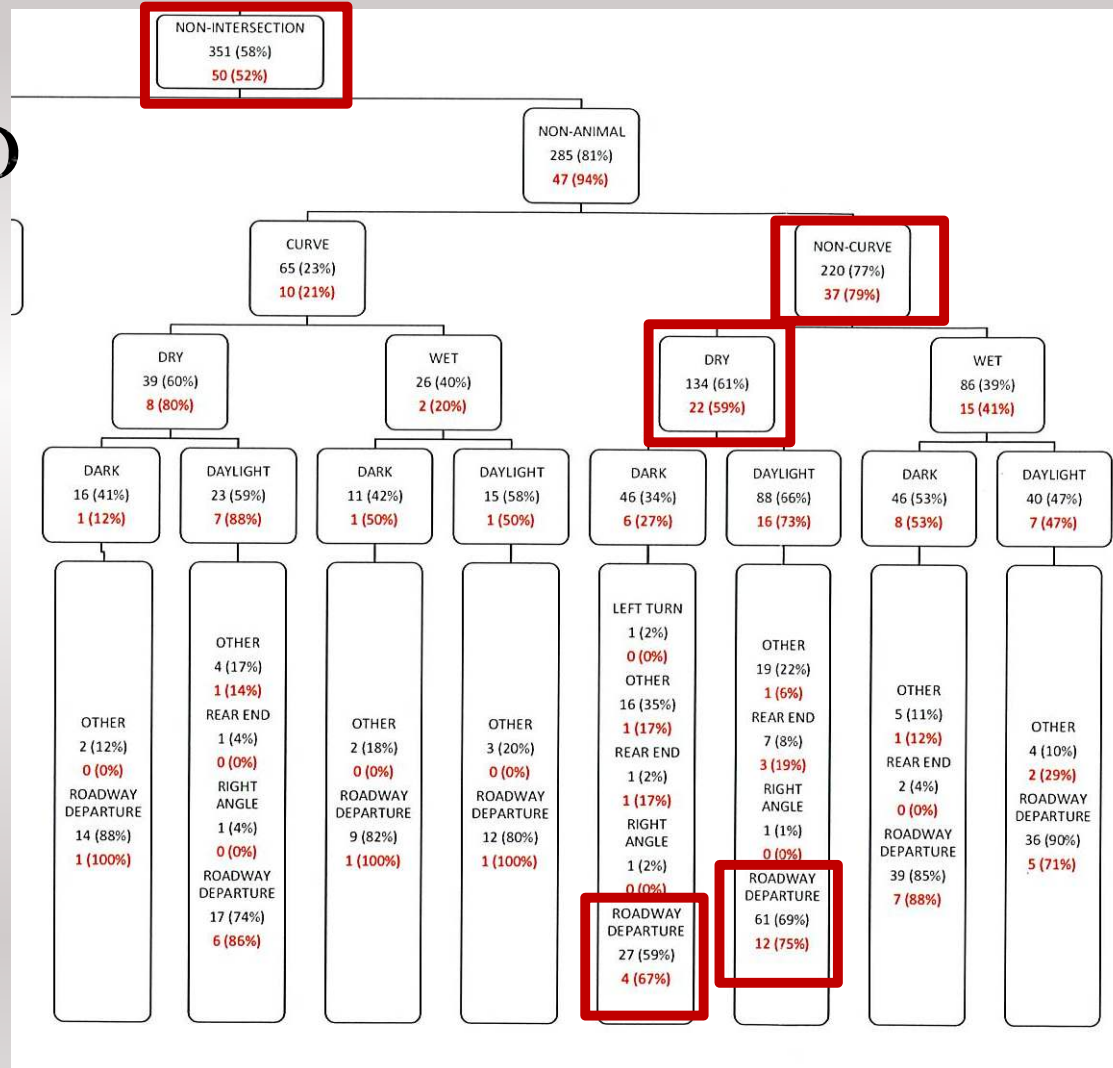 NON-INTERSECTION
351 (58%)
50 (52%)
NON-ANIMAL
285 (81%)
47 (94%)
CURVE
65 (23%)
10 (21%)
NON-CURVE
220 (77%)
37 (79%)
DRY
39 (60%)
8 (80%)
WET
26 (40%)
2 (20%)
DRY
134 (61%)
22 (59%)
WET
86 (39%)
15 (41%)
DARK
16 (41%)
1 (12%)
DAYLIGHT
23 (59%)
7 (88%)
DARK
11 (42%)
1 (50%)
DAYLIGHT
15 (58%)
1 (50%)
DARK
46 (34%)
6 (27%)
DAYLIGHT
88 (66%)
16 (73%)
DARK
46 (53%)
8 (53%)
DAYLIGHT
40 (47%)
7 (47%)
OTHER
2 (12%)
0 (0%)
ROADWAY
DEPARTURE
14 (88%)
1 (100%)
OTHER
4 (17%)
1 (14%)
REAR END
1 (4%)
0 (0%)
RIGHT
ANGLE
1 (4%)
0 (0%)
ROADWAY
DEPARTURE
17 (74%)
6 (86%)
OTHER
2 (18%)
0 (0%)
ROADWAY
DEPARTURE
9 (82%)
1 (100%)
OTHER
3 (20%)
0 (0%)
ROADWAY
DEPARTURE
12 (80%)
1 (100%)
LEFT TURN
1 (2%)
0 (0%)
OTHER
16 (35%)
1 (17%)
REAR END
1 (2%)
1 (17%)
RIGHT
ANGLE
1 (2%)
0 (0%)
ROADWAY
DEPARTURE
27 (59%)
4 (67%)
OTHER
19 (22%)
1 (6%)
REAR END
7 (8%)
3 (19%)
RIGHT
ANGLE
1 (1%)
0 (0%)
ROADWAY
DEPARTURE
61 (69%)
12 (75%)
OTHER
5 (11%)
1 (12%)
REAR END
2 (4%)
0 (0%)
ROADWAY
DEPARTURE
39 (85%)
7 (88%)
OTHER
4 (10%)
2 (29%)
ROADWAY
DEPARTURE
36 (90%)
5 (71%)